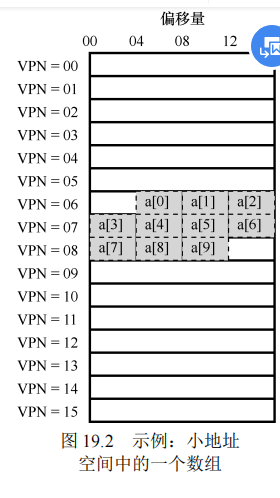 偏移量
00 04 08 12
VPN = 00
VPN = 01
VPN = 02
VPN = 03
VPN = 04
VPN = 05
VPN = 06 a[0] a[1] a[2]
VPN = 07 a[3] a[4] a[5] a[6]
VPN = 08 a[7] a[8] a[9]
VPN = 09
VPN = 10
VPN = 11
VPN = 12
VPN = 13
VPN = 14
VPN = 15
图 19.2 示例：小地址
空间中的一个数组